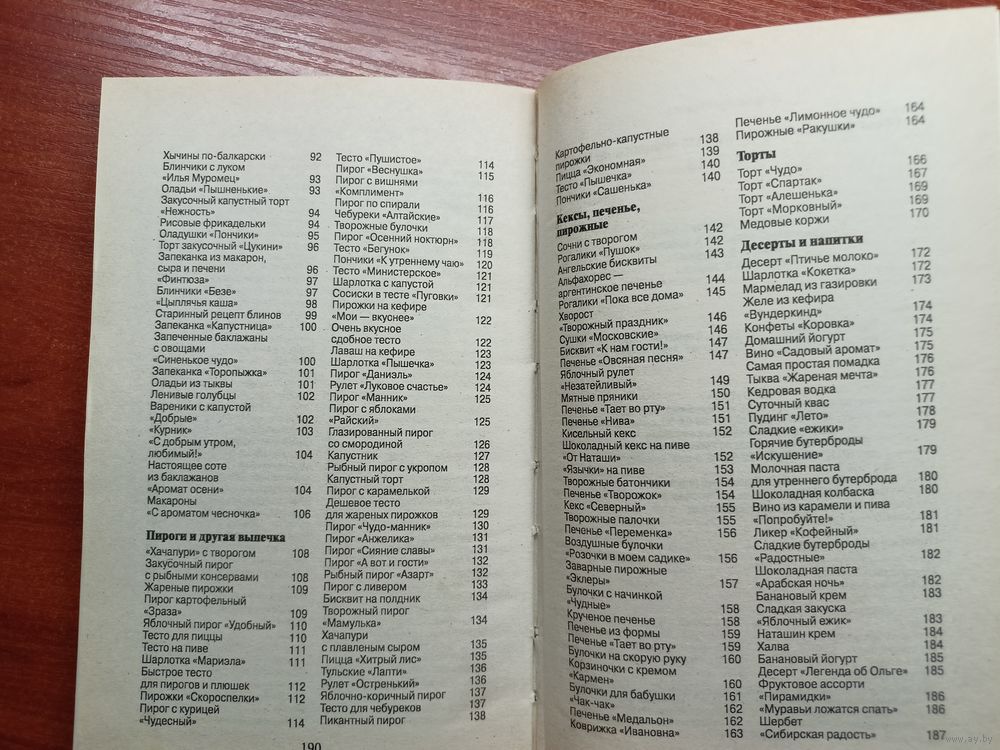 Хычины по-балкарски 92
Блинчики с луком
«Илья Муромец» 93
Оладьи «Пышненькие» 93
Закусочный капустный торт
«Нежность» 94
Рисовые фрикадельки 94
Оладушки «Пончики» 95
Торт закусочный «Цукини» 96
Запеканка из макарон,
сыра и печени 96
«Финтюза» 97
Блинчики «Безе» 97
«Цыплячья каша» 98
Старинный рецепт блинов 99
Запеканка «Капустница» 100
Запеченные баклажаны
с овощами
«Синенькое чудо» 100
Запеканка «Торопыжка» 101
Оладьи из тыквы 101
Ленивые голубцы 102
Вареники с капустой
«Добрые» 102
«Курник» 103
«С добрым утром,
любимый!» 104
Настоящее соте
из баклажанов
«Аромат осени» 104
Макароны
«С ароматом чесночка» 106
Пироги и другая выпечка
«Хачапури» с творогом 108
Закусочный пирог
с рыбными консервами 108
Жареные пирожки 109
Пирог картофельный
«Зраза» 109
Яблочный пирог «Удобный» 110
Тесто для пиццы 110
Тесто на пиве 111
Шарлотка «Мариэла» 111
Быстрое тесто
для пирогов и плюшек 112
Пирожки «Скороспелки» 112
Пирог с курицей
«Чудесный» 114
Тесто «Пушистое» 114
Пирог «Веснушка» 115
Пирог с вишнями
«Комплимент» 116
Пирог по спирали 116
Чебуреки «Алтайские» 117
Творожные булочки 118
Пирог «Осенний ноктюрн» 118
Тесто «Бегунок» 119
Пончики «К утреннему чаю» 120
Тесто «Министерское» 121
Шарлотка с капустой 121
Сосиски в тесте «Пуговки» 121
Пирожки на кефире
«Мои — вкуснее» 122
Очень вкусное
сдобное тесто 122
Лаваш на кефире 123
Шарлотка «Пышечка» 123
Пирог «Даниэль» 124
Рулет «Луковое счастье» 124
Пирог «Манник» 125
Пирог с яблоками
«Райский» 125
Глазированный пирог
со смородиной 126
Капустник 127
Рыбный пирог с укропом 128
Капустный торт 128
Пирог с карамелькой 129
Дешевое тесто
для жареных пирожков 129
Пирог «Чудо-манник» 130
Пирог «Анжелика» 131
Пирог «Сияние славы» 131
Пирог «А вот и гости» 132
Рыбный пирог «Азарт» 132
Пирог с ливером 133
Бисквит на полдник 134
Творожный пирог
«Мамулька» 134
Хачапури
с плавленым сыром 135
Пицца «Хитрый лис» 135
Тульские «Лапти» 136
Рулет «Остренький» 136
Яблочно-коричный пирог 137
Тесто для чебуреков 137
Пикантный пирог 138
190
Картофельно-капустные
пирожки 138
Пицца «Экономная» 139
Тесто «Пышечка» 140
Пончики «Сашенька» 140
Кексы, печенье,
пирожные
Сочни с творогом 142
Рогалики «Пушок» 142
Ангельские бисквиты 143
Альфахорес —
аргентинское печенье 144
Рогалики «Пока все дома» 145
Хворост
«Творожный праздник» 146
Сушки «Московские» 146
Бисквит «К нам гости!» 147
Печенье «Овсяная песня» 147
Яблочный рулет
«Незатейливый» 149
Мятные пряники 150
Печенье «Тает во рту» 151
Печенье «Нива» 151
Кисельный кекс 152
Шоколадный кекс на пиве
«От Наташи» 152
«Язычки» на пиве 153
Творожные батончики 154
Печенье «Творожок» 154
Кекс «Северный» 155
Творожные палочки 155
Печенье «Переменка» 156
Воздушные булочки
«Розочки в моем садике» 156
Заварные пирожные
«Эклеры» 157
Булочки с начинкой
«Чудные» 158
Крученое печенье 158
Печенье из формы 159
Печенье «Тает во рту» 159
Булочки на скорую руку 160
Корзиночки с кремом
«Кармен» 160
Булочки для бабушки
«Чак-чак» 162
Печенье «Медальон» 162
Коврижка «Ивановна» 163
Печенье «Лимонное чудо» 164
Пирожные «Ракушки» 164
Торты
Торт «Чудо» 166
Торт «Спартак» 167
Торт «Алешенька» 169
Торт «Морковный» 169
Медовые коржи 170
Десерты и напитки
Десерт «Птичье молоко» 172
Шарлотка «Кокетка» 172
Мармелад из газировки 173
Желе из кефира
«Вундеркинд» 174
Конфеты «Коровка» 174
Домашний йогурт 175
Вино «Садовый аромат» 175
Самая простая помадка 176
Тыква «Жареная мечта» 176
Кедровая водка 177
Суточный квас 177
Пудинг «Лето» 178
Сладкие «ежики» 179
Горячие бутерброды
«Искушение» 179
Молочная паста
для утреннего бутерброда 180
Шоколадная колбаска 180
Вино из карамели и пива
«Попробуйте!» 181
Ликер «Кофейный» 181
Сладкие бутерброды
«Радостные» 182
Шоколадная паста
«Арабская ночь» 182
Банановый крем 183
Сладкая закуска
«Яблочный ежик» 183
Наташин крем 184
Халва 184
Банановый йогурт 185
Десерт «Легенда об Ольге» 185
Фруктовое ассорти
«Пирамидки» 186
«Муравьи ложатся спать» 186
Шербет
«Сибирская радость» 187
www.ay.by